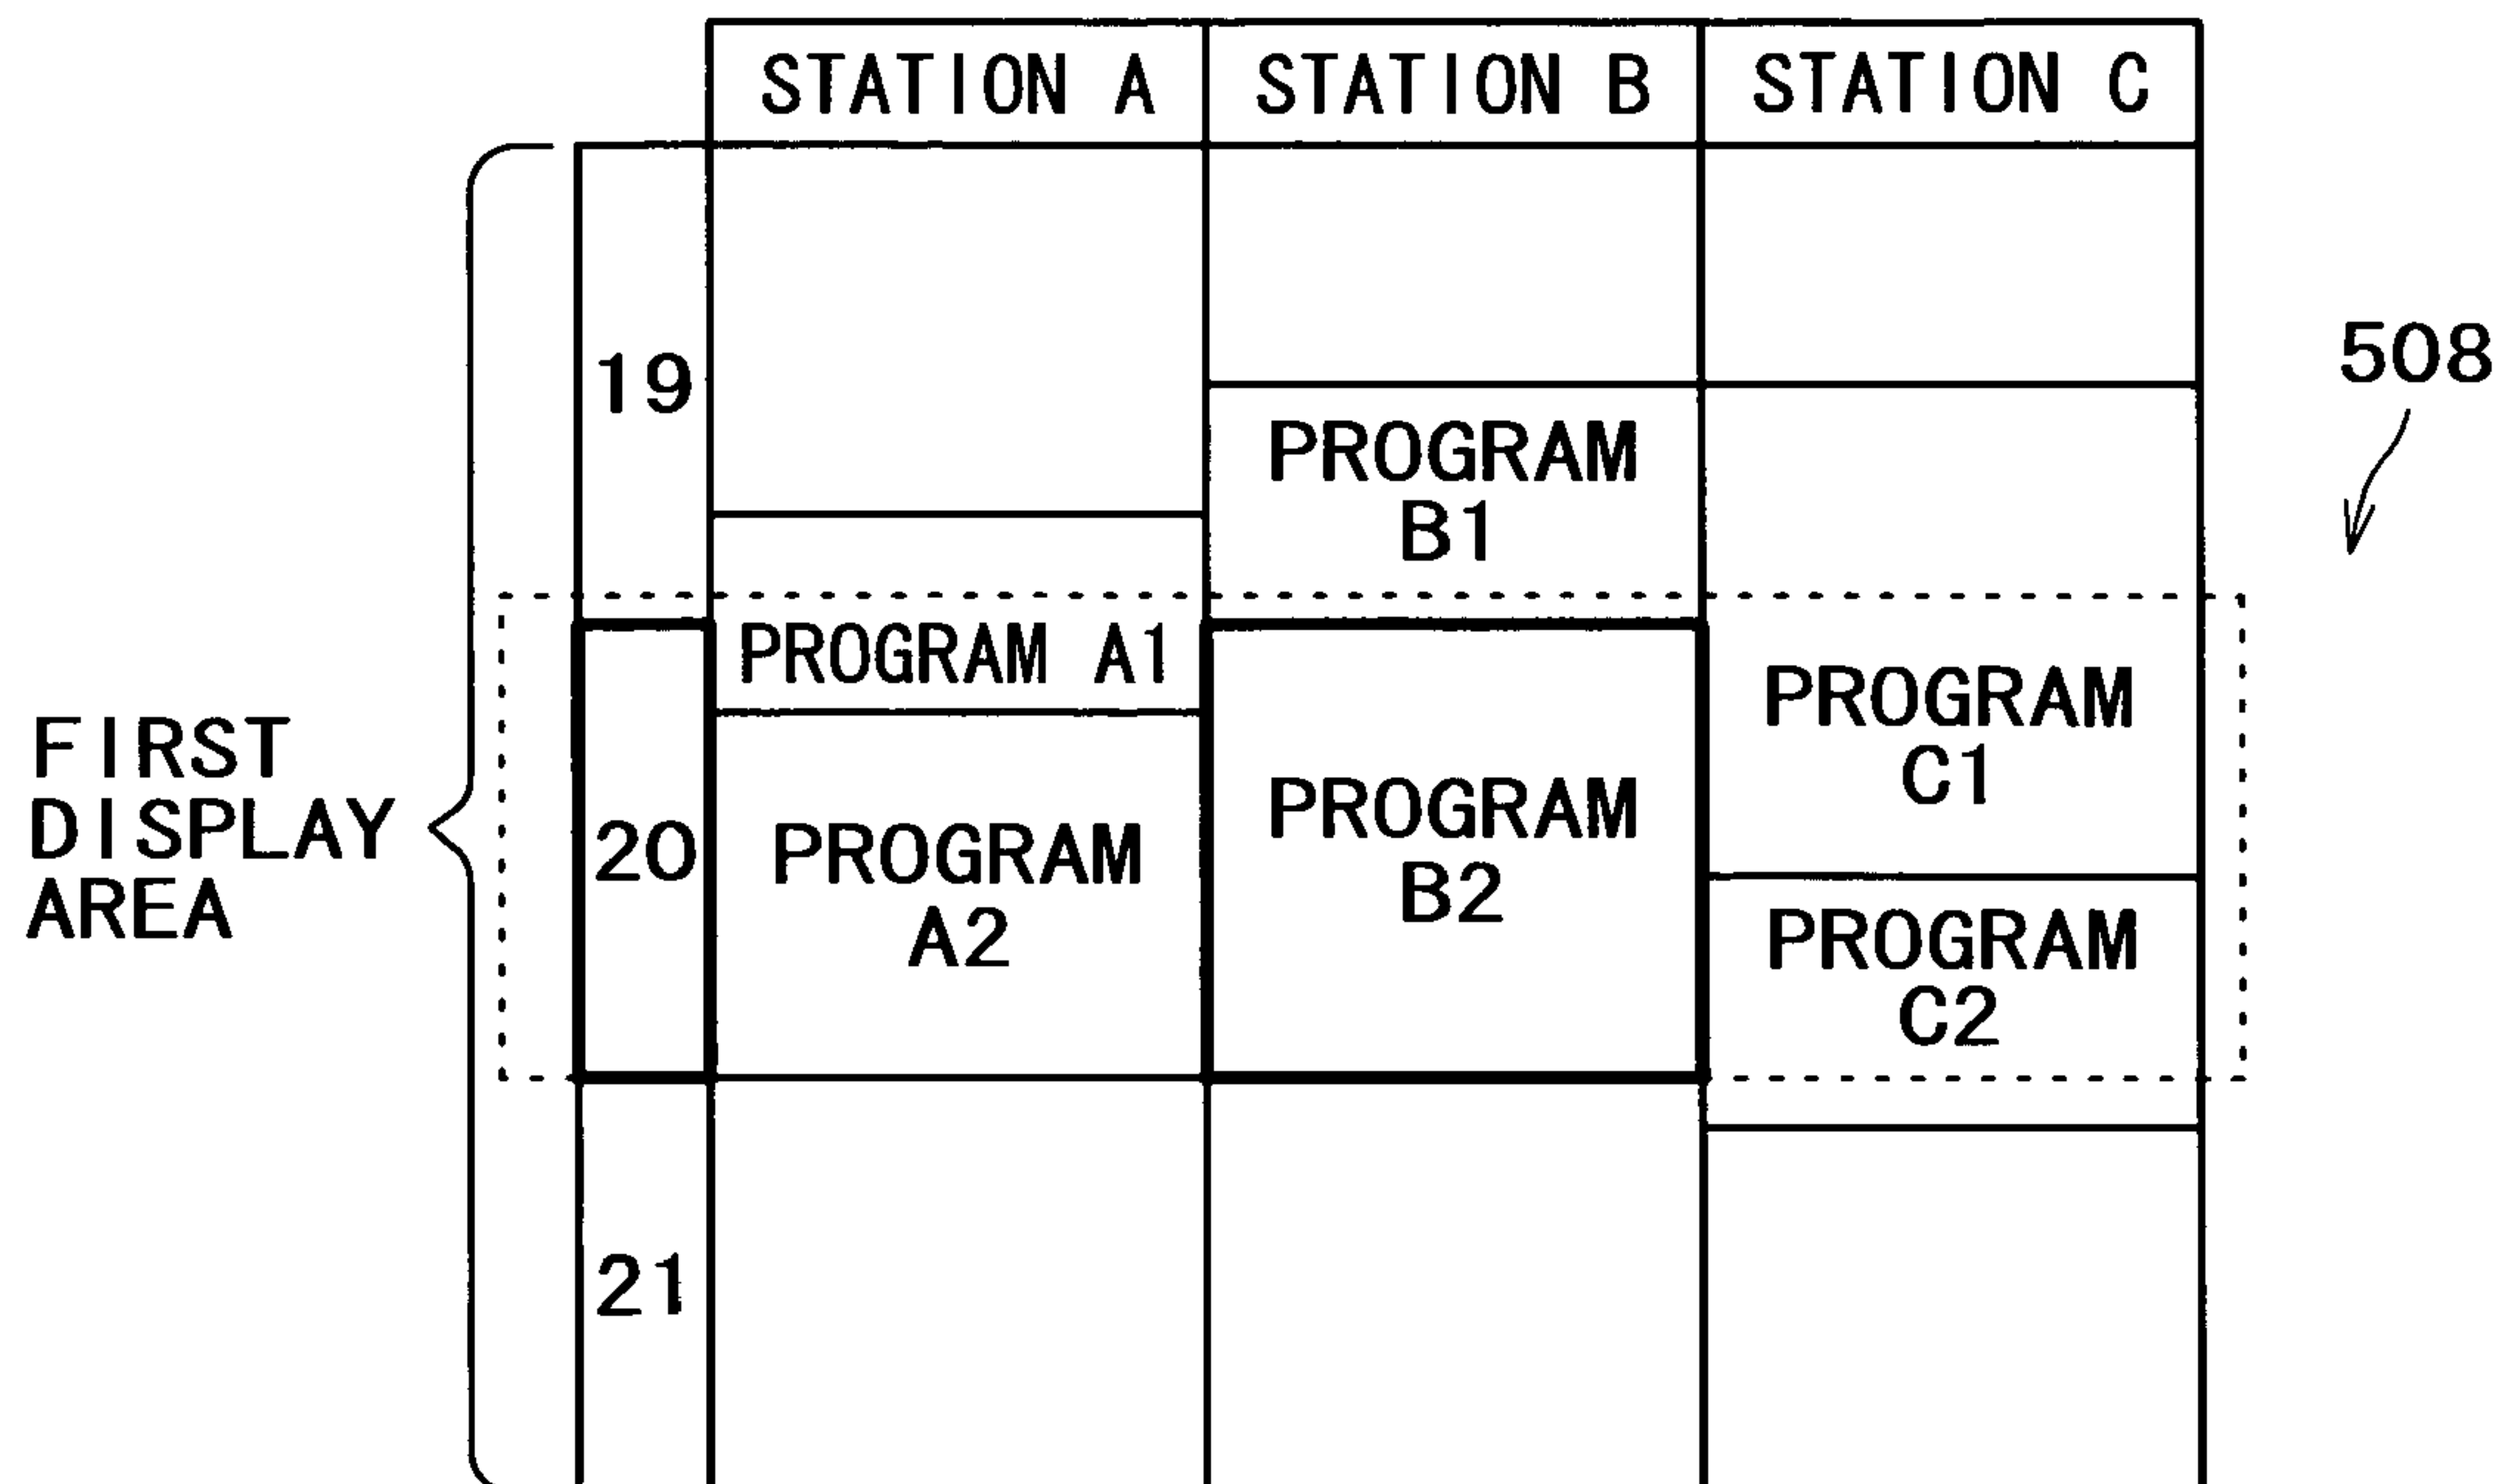 STATION A
STATION B
STATION C
19
PROGRAM
B1
508
20
PROGRAM A1
PROGRAM
A2
PROGRAM
B2
PROGRAM
C1
PROGRAM
C2
FIRST
DISPLAY
AREA
21